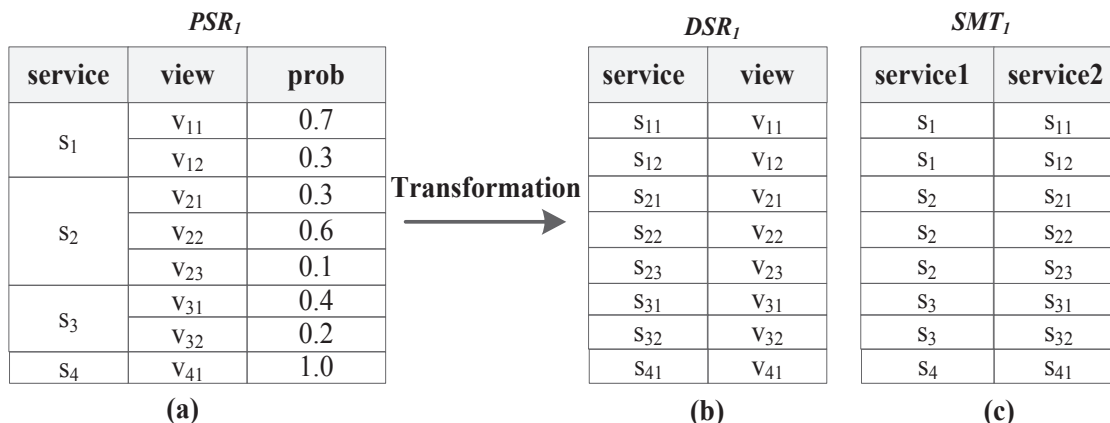 PSR₁ DSR₁ SMT₁
service view prob service view service1 service2
s₁ v₁₁ 0.7 s₁₁ v₁₁ s₁ s₁₁
v₁₂ 0.3 s₁₂ v₁₂ s₁ s₁₂
s₂ v₂₁ 0.3 Transformation s₂₁ v₂₁ s₂ s₂₁
v₂₂ 0.6 s₂₂ v₂₂ s₂ s₂₂
v₂₃ 0.1 s₂₃ v₂₃ s₂ s₂₃
s₃ v₃₁ 0.4 s₃₁ v₃₁ s₃ s₃₁
v₃₂ 0.2 s₃₂ v₃₂ s₃ s₃₂
s₄ v₄₁ 1.0 s₄₁ v₄₁ s₄ s₄₁
(a) (b) (c)